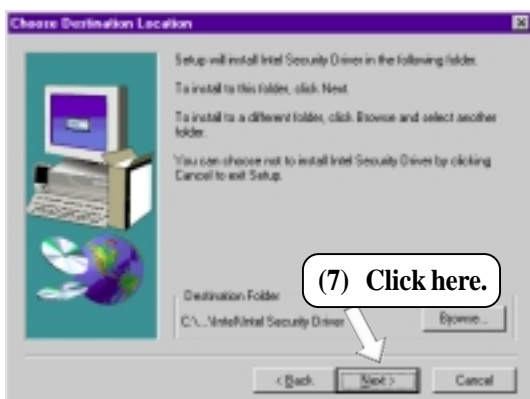 Choose Destination Location
Setup will install Intel Security Driver in the following folder.
To install to this folder, click Next.
To install to a different folder, click Browse and select another
folder.
You can choose not to install Intel Security Driver by clicking
Cancel to exit Setup.
(7) Click here.
Destination Folder
C:\...\Intel\Intel Security Driver
Browse...
< Back
Next >
Cancel